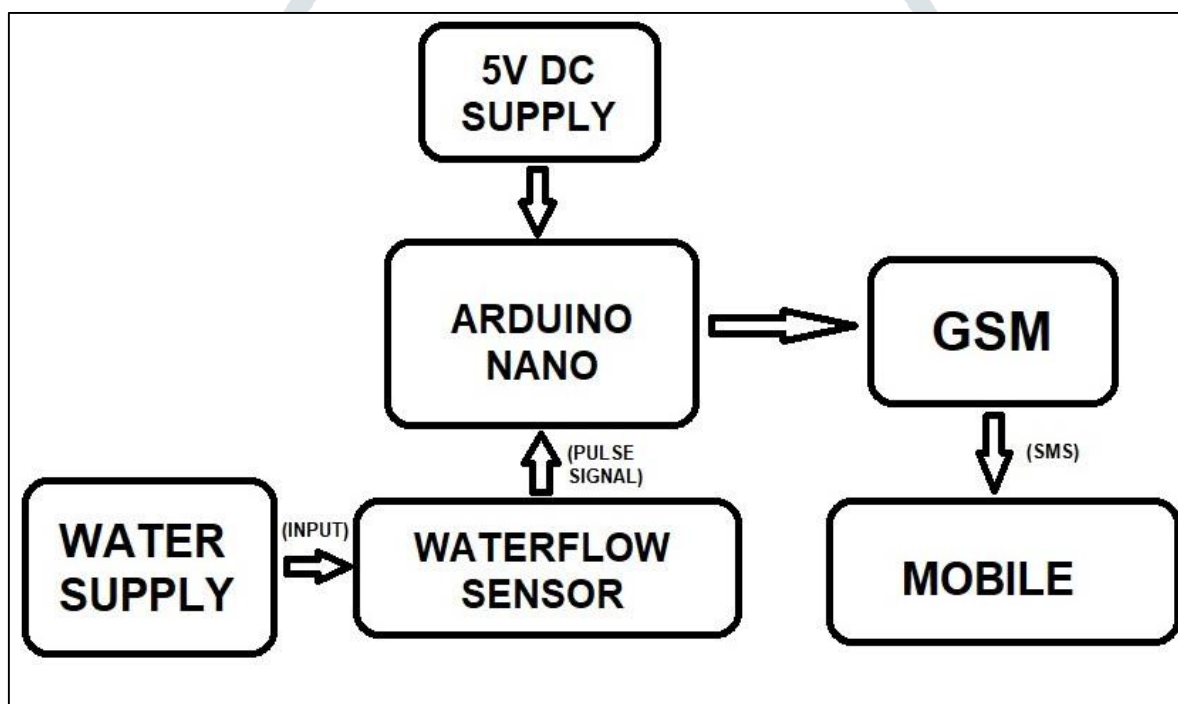 5V DC
SUPPLY
ARDUINO
NANO
GSM
(PULSE
SIGNAL)
(SMS)
WATER
SUPPLY
(INPUT)
WATERFLOW
SENSOR
MOBILE